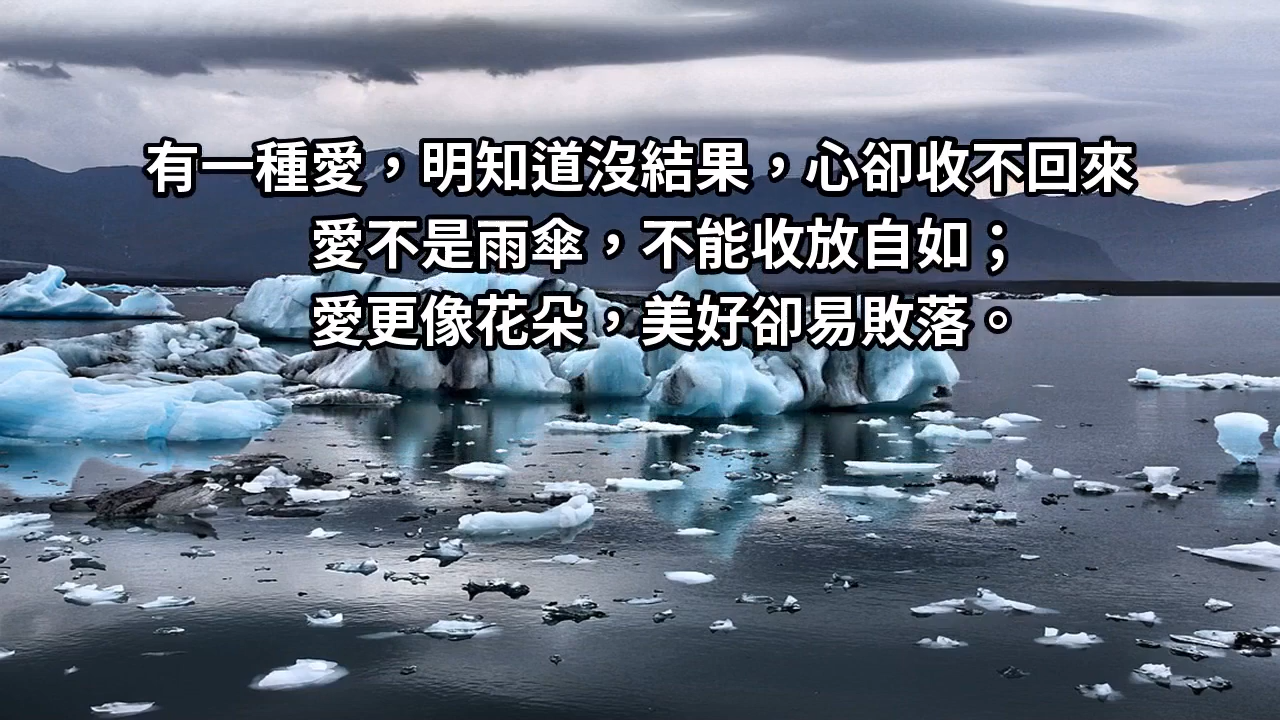 有一種愛，明知道沒結果，心卻收不回來
愛不是雨傘，不能收放自如；
愛更像花朵，美好卻易敗落。